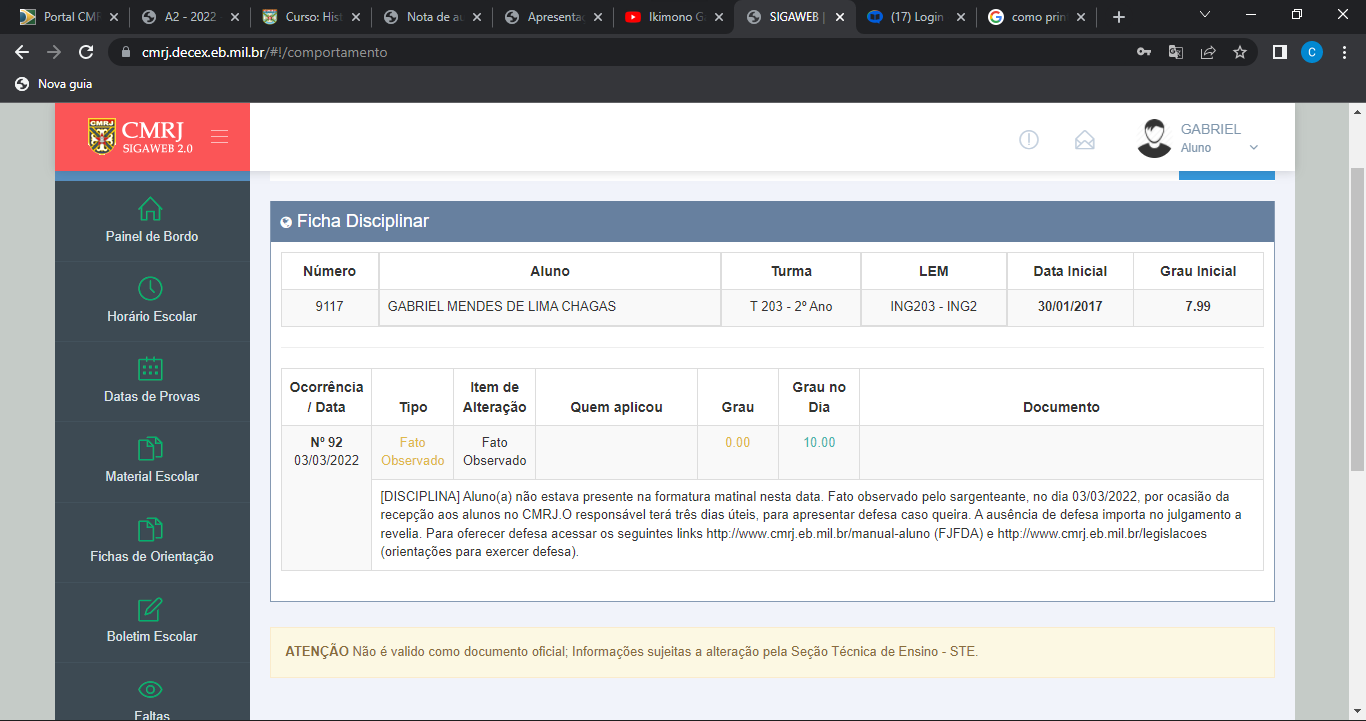 Portal CMR
A2 - 2022
Curso: Hist
Nota de au
Apresentaç
Ikimono Ga
SIGAWEB |
(17) Login
como prin
cmrj.decex.eb.mil.br/#!/comportamento
C
Nova guia
CMRJ
CMRJ
SIGAWEB 2.0
GABRIEL
Aluno
Painel de Bordo
Horário Escolar
Datas de Provas
Material Escolar
Fichas de Orientação
Boletim Escolar
Faltas
Ficha Disciplinar
Número Aluno Turma LEM Data Inicial Grau Inicial
9117 GABRIEL MENDES DE LIMA CHAGAS T 203 - 2º Ano ING203 - ING2 30/01/2017 7.99
Ocorrência / Data Tipo Item de Alteração Quem aplicou Grau Grau no Dia Documento
Nº 92 Fato Fato 0.00 10.00
03/03/2022 Observado Observado
[DISCIPLINA] Aluno(a) não estava presente na formatura matinal nesta data. Fato observado pelo sargenteante, no dia 03/03/2022, por ocasião da
recepção aos alunos no CMRJ.O responsável terá três dias úteis, para apresentar defesa caso queira. A ausência de defesa importa no julgamento a
revelia. Para oferecer defesa acessar os seguintes links http://www.cmrj.eb.mil.br/manual-aluno (FJFDA) e http://www.cmrj.eb.mil.br/legislacoes
(orientações para exercer defesa).
ATENÇÃO Não é valido como documento oficial; Informações sujeitas a alteração pela Seção Técnica de Ensino - STE.